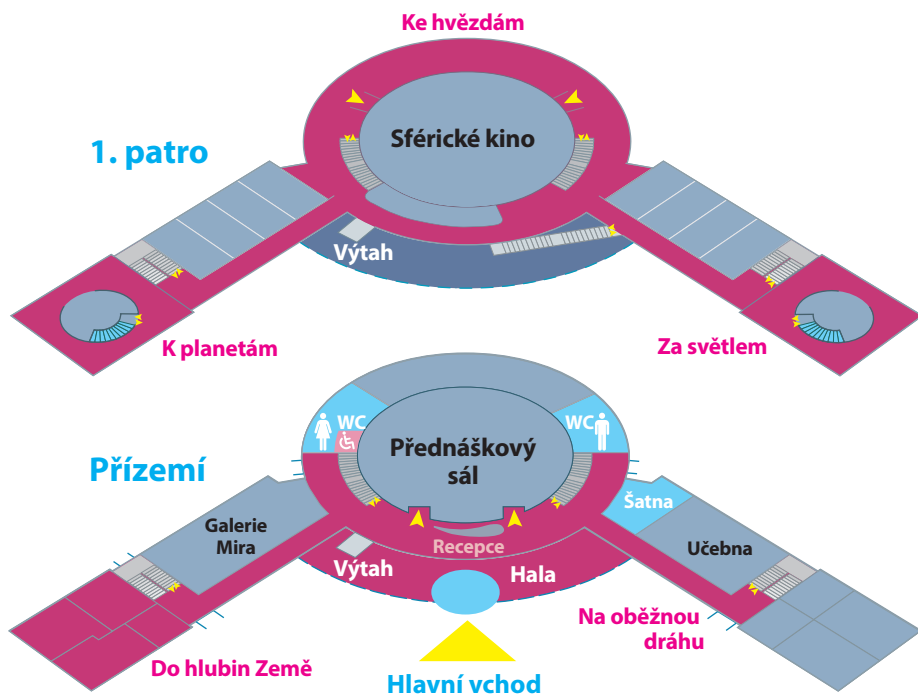 Ke hvězdám
1. patro
Sférické kino
Výtah
K planetám
Za světlem
Přízemí
WC
WC
Přednáškový
sál
Šatna
Galerie
Mira
Učebna
Recepce
Výtah
Hala
Na oběžnou
dráhu
Do hlubin Země
Hlavní vchod